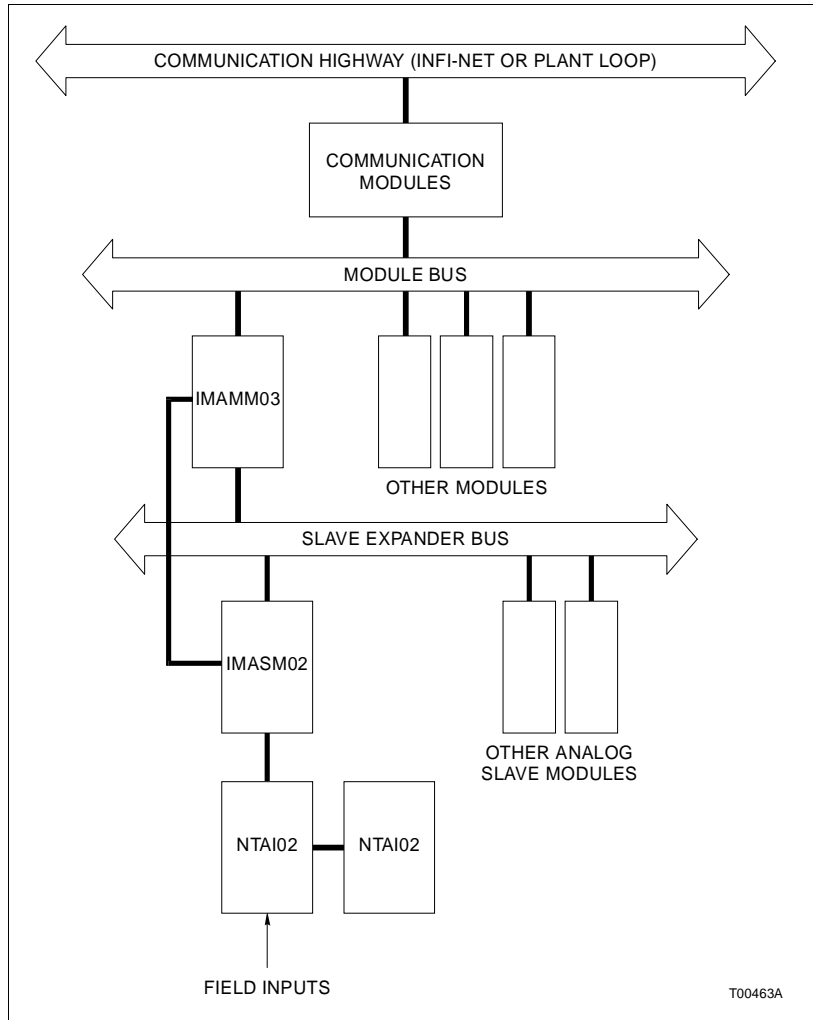 COMMUNICATION HIGHWAY (INFI-NET OR PLANT LOOP)
COMMUNICATION
MODULES
MODULE BUS
IMAMM03
OTHER MODULES
SLAVE EXPANDER BUS
IMASM02
OTHER ANALOG
SLAVE MODULES
NTAI02
NTAI02
FIELD INPUTS
T00463A